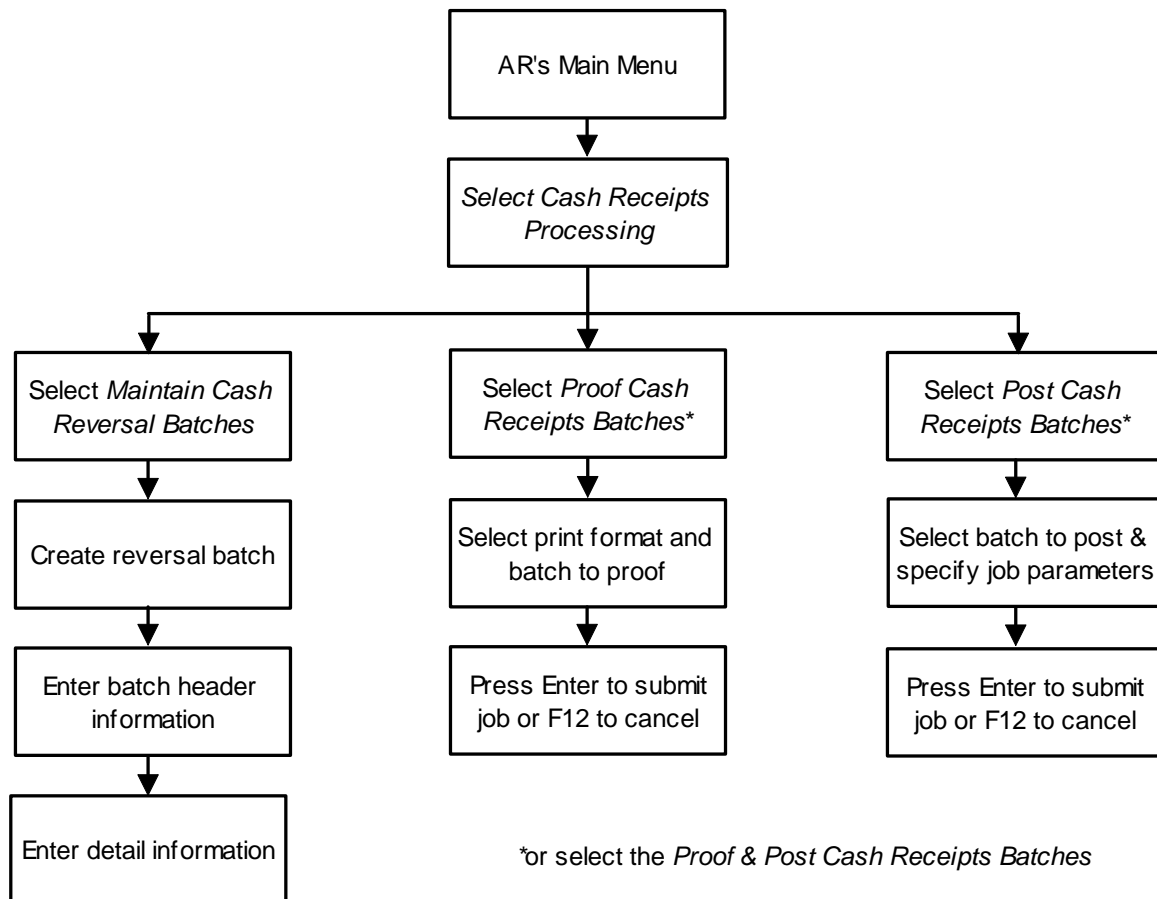 AR's Main Menu
Select Cash Receipts
Processing
Select Maintain Cash
Reversal Batches
Create reversal batch
Enter batch header
information
Enter detail information
Select Proof Cash
Receipts Batches*
Select print format and
batch to proof
Press Enter to submit
job or F12 to cancel
Select Post Cash
Receipts Batches*
Select batch to post &
specify job parameters
Press Enter to submit
job or F12 to cancel
*or select the Proof & Post Cash Receipts Batches